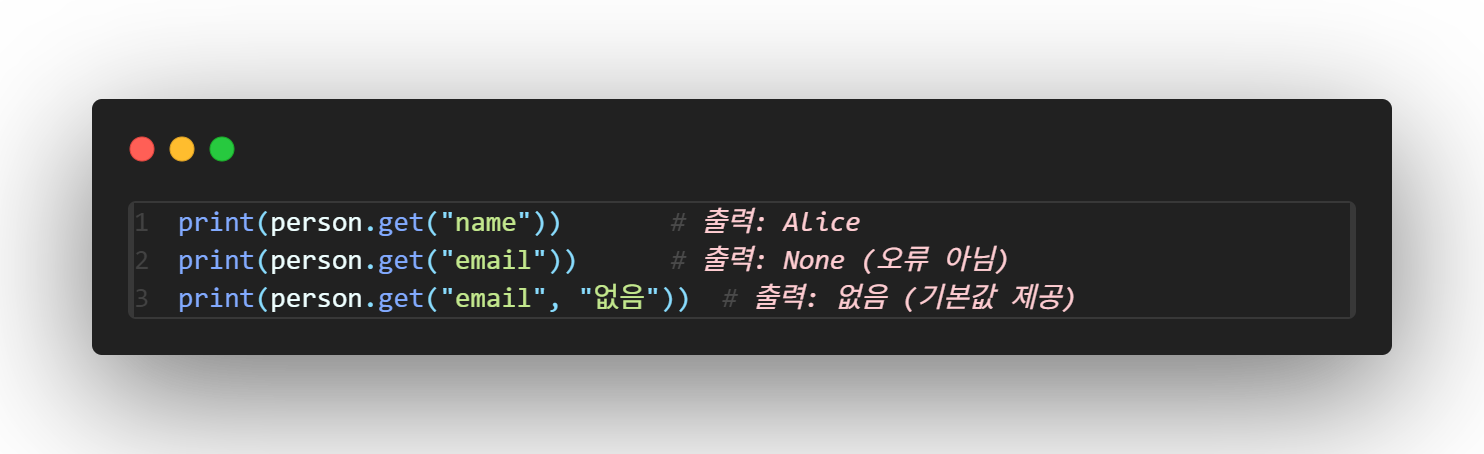 1 print(person.get("name"))       # 출력: Alice
2 print(person.get("email"))      # 출력: None (오류 아님)
3 print(person.get("email", "없음"))  # 출력: 없음 (기본값 제공)